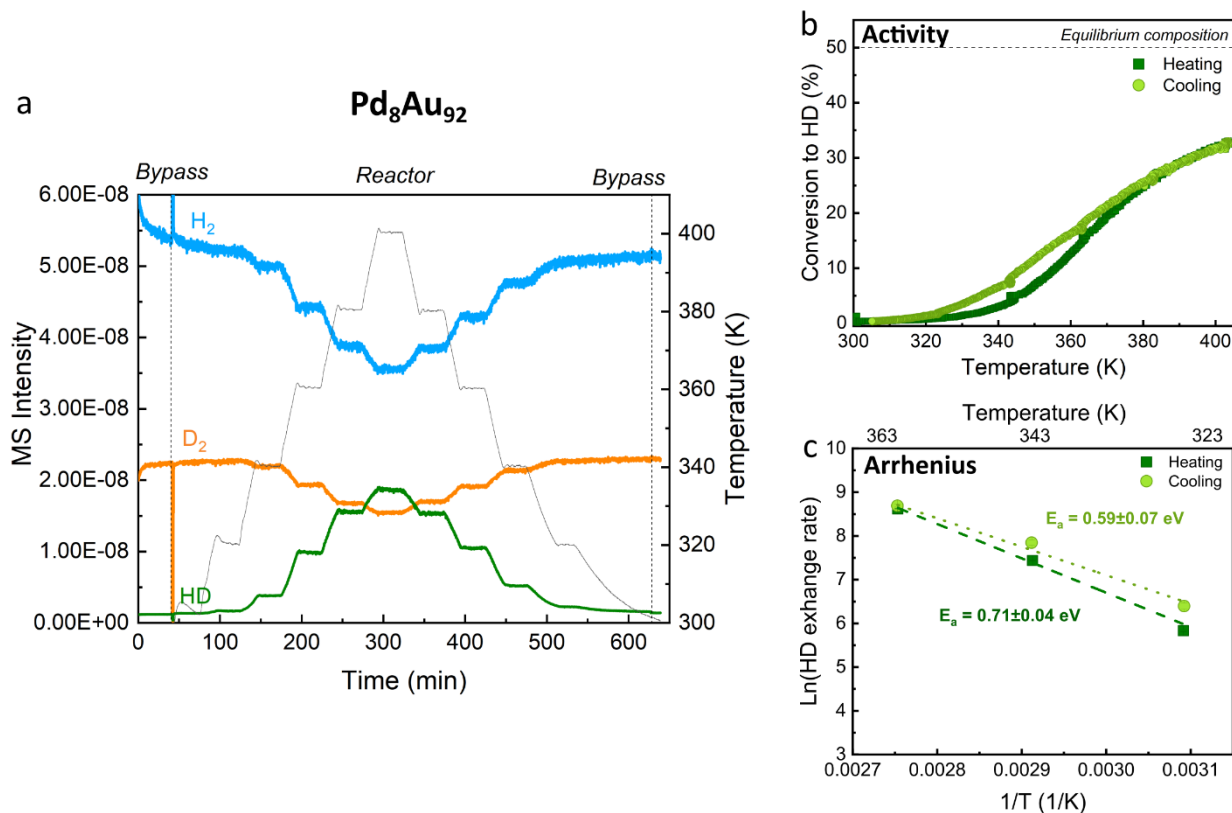 a
Pd8Au92
Bypass
Reactor
Bypass
6.00E-08
5.00E-08
4.00E-08
3.00E-08
2.00E-08
1.00E-08
0.00E+00
MS Intensity
H2
D2
HD
400
380
360
340
320
300
Temperature (K)
0
100
200
300
400
500
600
Time (min)
b
Activity
Equilibrium composition
Heating
Cooling
50
40
30
20
10
0
Conversion to HD (%)
300
320
340
360
380
400
Temperature (K)
Temperature (K)
363
343
323
c
Arrhenius
Heating
Cooling
10
9
8
7
6
5
4
3
Ln(HD exhange rate)
Ea = 0.59±0.07 eV
Ea = 0.71±0.04 eV
0.0027
0.0028
0.0029
0.0030
0.0031
1/T (1/K)